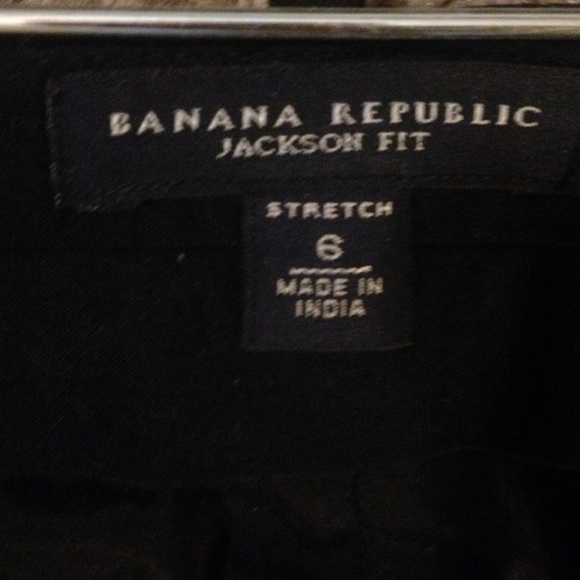 BANANA REPUBLIC
JACKSON FIT
STRETCH
6
MADE IN
INDIA